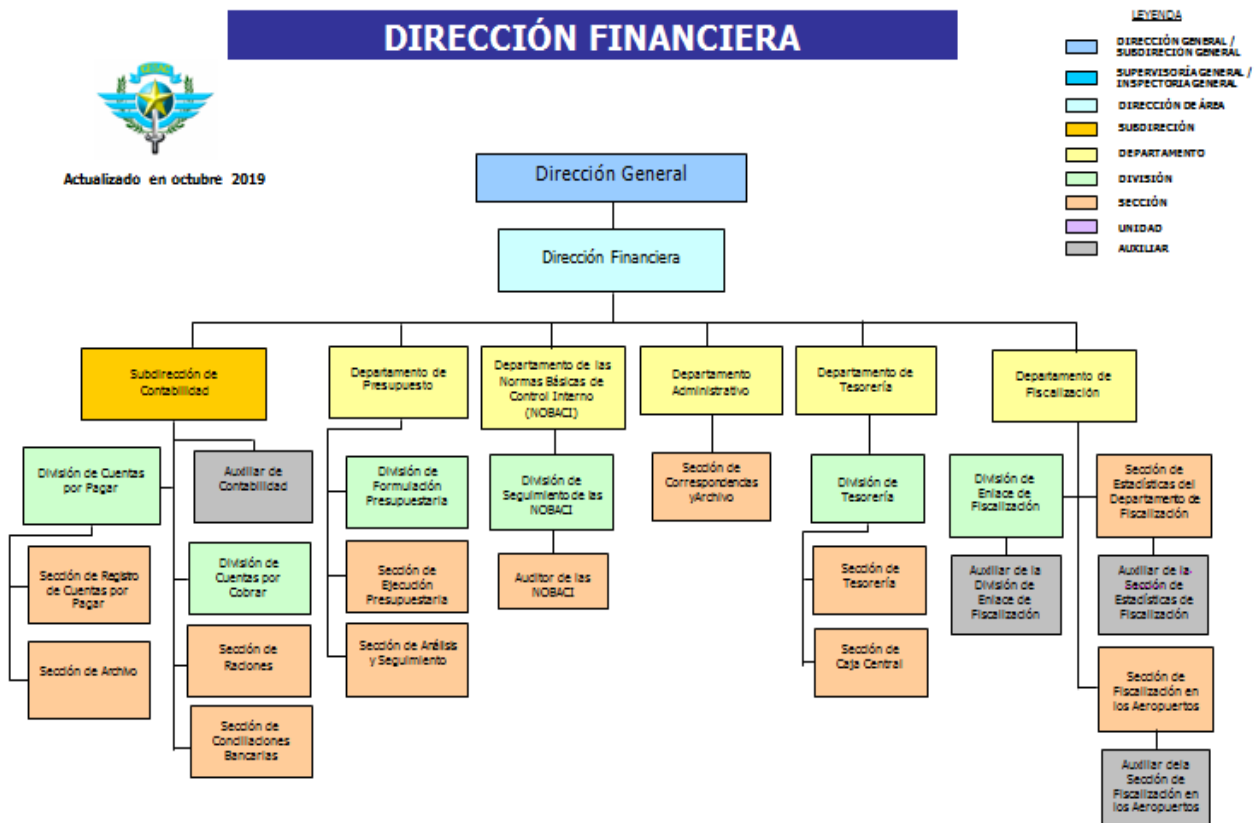 DIRECCIÓN FINANCIERA
LEYENDA
DIRECCIÓN GENERAL /
SUBDIRECIÓN GENERAL
SUPERVISORÍA GENERAL /
INSPECTORIA GENERAL
DIRECCIÓN DE ÁREA
SUBDIRECIÓN
DEPARTAMENTO
DIVISIÓN
SECCIÓN
UNIDAD
AUXILIAR
CESAC
Actualizado en octubre 2019
Dirección General
Dirección Financiera
Subdirección de
Contabilidad
Departamento de
Presupuesto
Departamento de las
Normas Básicas de
Control Interno
(NOBACI)
Departamento
Administrativo
Departamento de
Tesorería
Departamento de
Fiscalización
División de Cuentas
por Pagar
Auxiliar de
Contabilidad
División de
Formulación
Presupuestaria
División de
Seguimiento de las
NOBACI
Sección de
Correspondencias
yArchivo
División de
Tesorería
División de
Enlace de
Fiscalización
Sección de
Estadísticas del
Departamento de
Fiscalización
Sección de Registro
de Cuentas por
Pagar
División de
Cuentas por
Cobrar
Sección de
Ejecución
Presupuestaria
Auditor de las
NOBACI
Sección de
Tesorería
Auxiliar de la
División de
Enlace de
Fiscalización
Auxiliar de la
Sección de
Estadísticas de
Fiscalización
Sección de Archivo
Sección de
Raciones
Sección de Análisis
y Seguimiento
Sección de
Caja Central
Sección de
Fiscalización en
los Aeropuertos
Sección de
Conciliaciones
Bancarias
Auxiliar dela
Sección de
Fiscalización en
los Aeropuertos